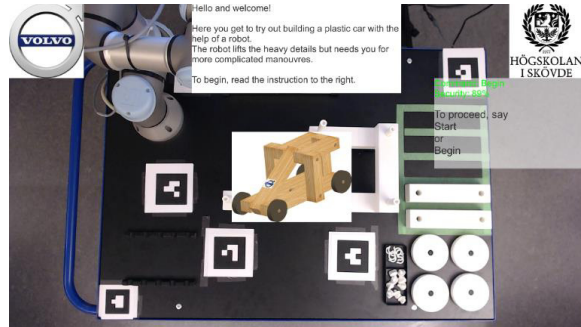 VOLVO
Hello and welcome!
Here you get to try out building a plastic car with the
help of a robot.
The robot lifts the heavy details but needs you for
more complicated manouvres.
To begin, read the instruction to the right.
HÖGSKOLAN
I SKÖVDE
Begin
To proceed, say
Start
or
Begin